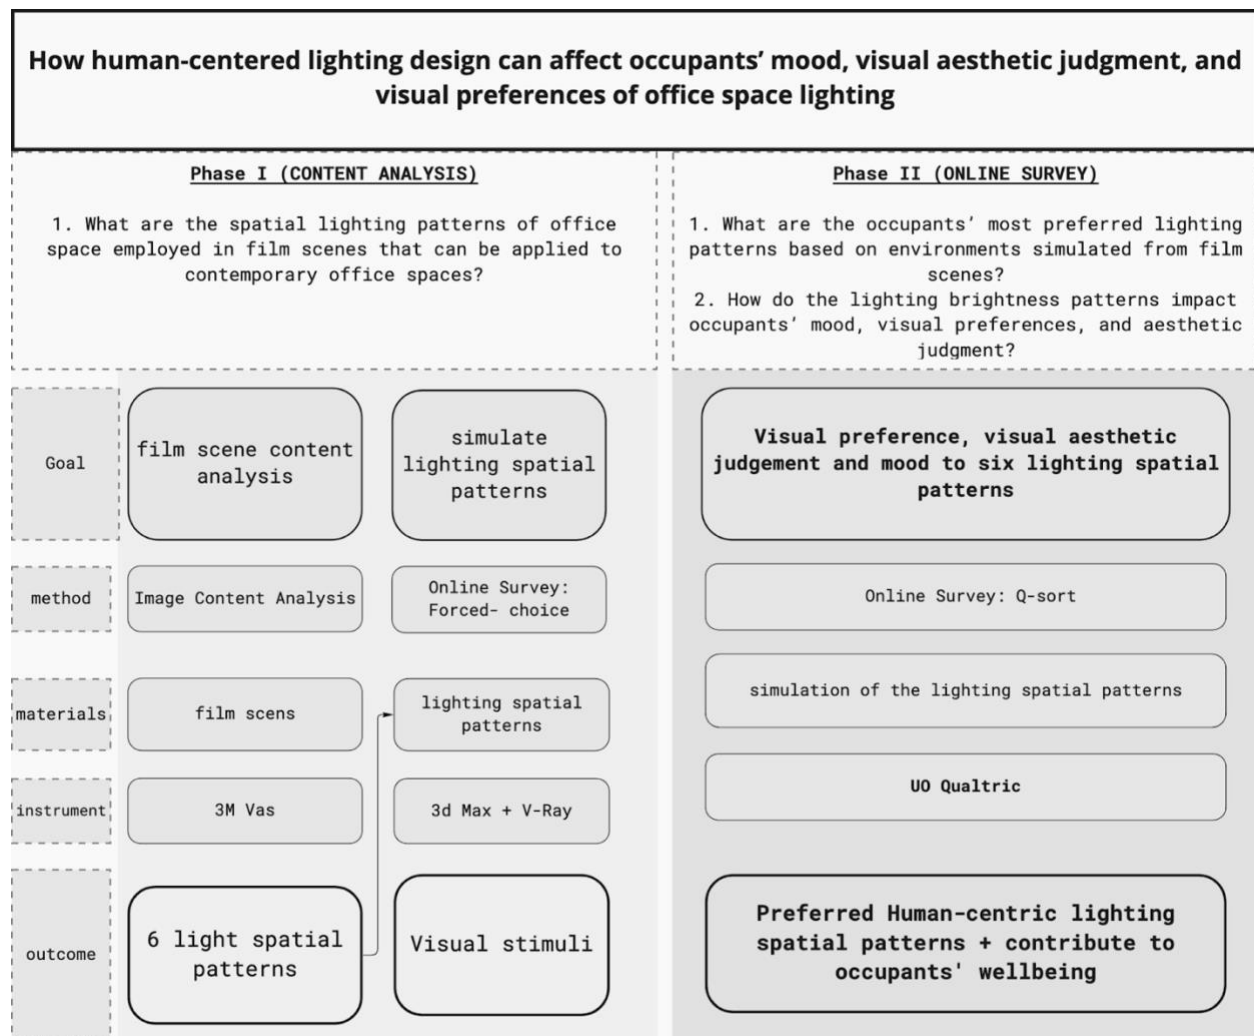 How human-centered lighting design can affect occupants’ mood, visual aesthetic judgment, and
visual preferences of office space lighting
Phase I (CONTENT ANALYSIS)
1. What are the spatial lighting patterns of office
space employed in film scenes that can be applied to
contemporary office spaces?
Phase II (ONLINE SURVEY)
1. What are the occupants’ most preferred lighting
patterns based on environments simulated from film
scenes?
2. How do the lighting brightness patterns impact
occupants’ mood, visual preferences, and aesthetic
judgment?
Goal
film scene content
analysis
simulate
lighting spatial
patterns
Visual preference, visual aesthetic
judgement and mood to six lighting spatial
patterns
method
Image Content Analysis
Online Survey:
Forced- choice
Online Survey: Q-sort
materials
film scens
lighting spatial
patterns
simulation of the lighting spatial patterns
instrument
3M Vas
3d Max + V-Ray
UO Qualtric
outcome
6 light spatial
patterns
Visual stimuli
Preferred Human-centric lighting
spatial patterns + contribute to
occupants' wellbeing